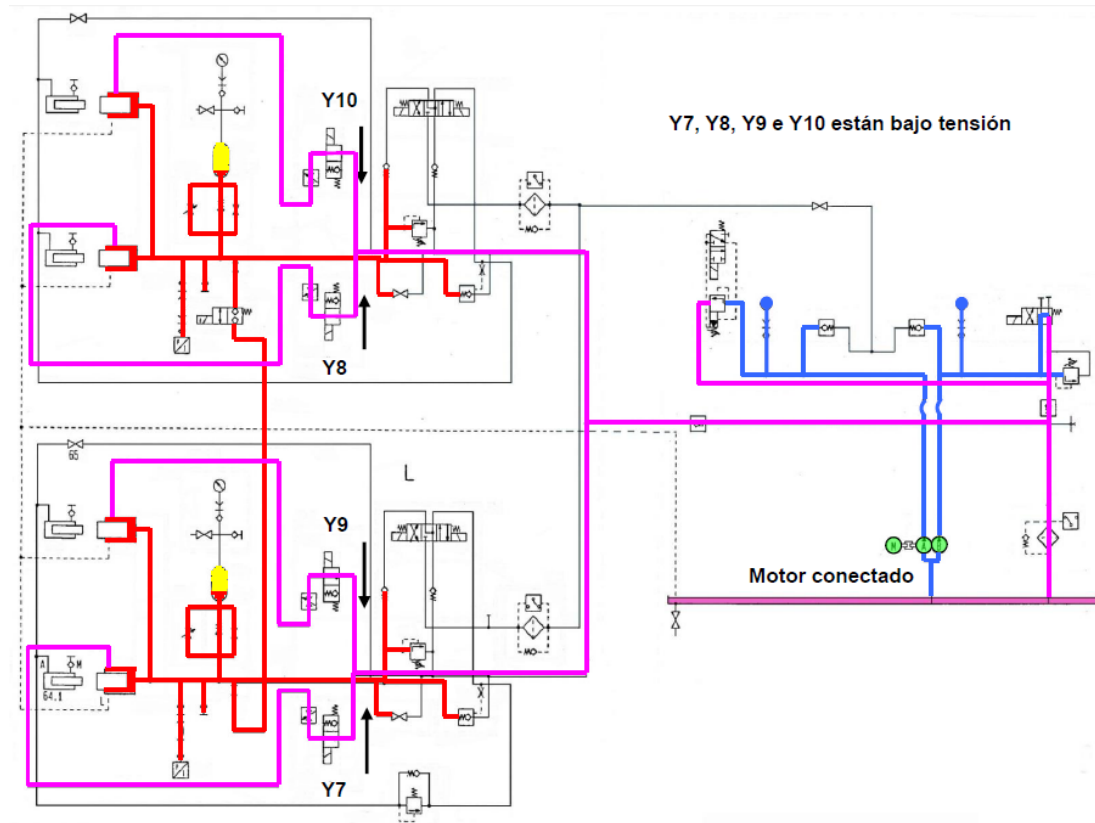 Y10
Y7, Y8, Y9 e Y10 están bajo tensión
Y8
65
L
Y9
M
A
Motor conectado
A M
64.1
L
Y7